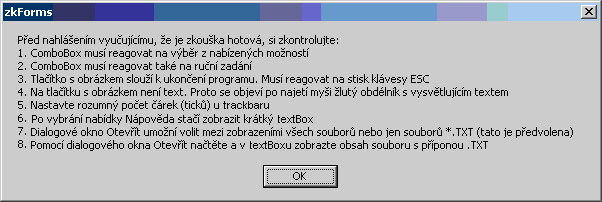 zkForms
Před nahlášením vyučujícímu, že je zkouška hotová, si zkontrolujte:
1. ComboBox musí reagovat na výběr z nabízených možností
2. ComboBox musí reagovat také na ruční zadání
3. Tlačítko s obrázkem slouží k ukončení programu. Musí reagovat na stisk klávesy ESC
4. Na tlačítku s obrázkem není text. Proto se objeví po najetí myši žlutý obdélník s vysvětlujícím textem
5. Nastavte rozumný počet čárek (ticků) u trackbaru
6. Po vybrání nabídky Nápověda stačí zobrazit krátký textBox
7. Dialogové okno Otevřít umožní volit mezi zobrazeními všech souborů nebo jen souborů *.TXT (tato je předvolena)
8. Pomocí dialogového okna Otevřít načtěte a v textBoxu zobrazte obsah souboru s příponou .TXT
OK